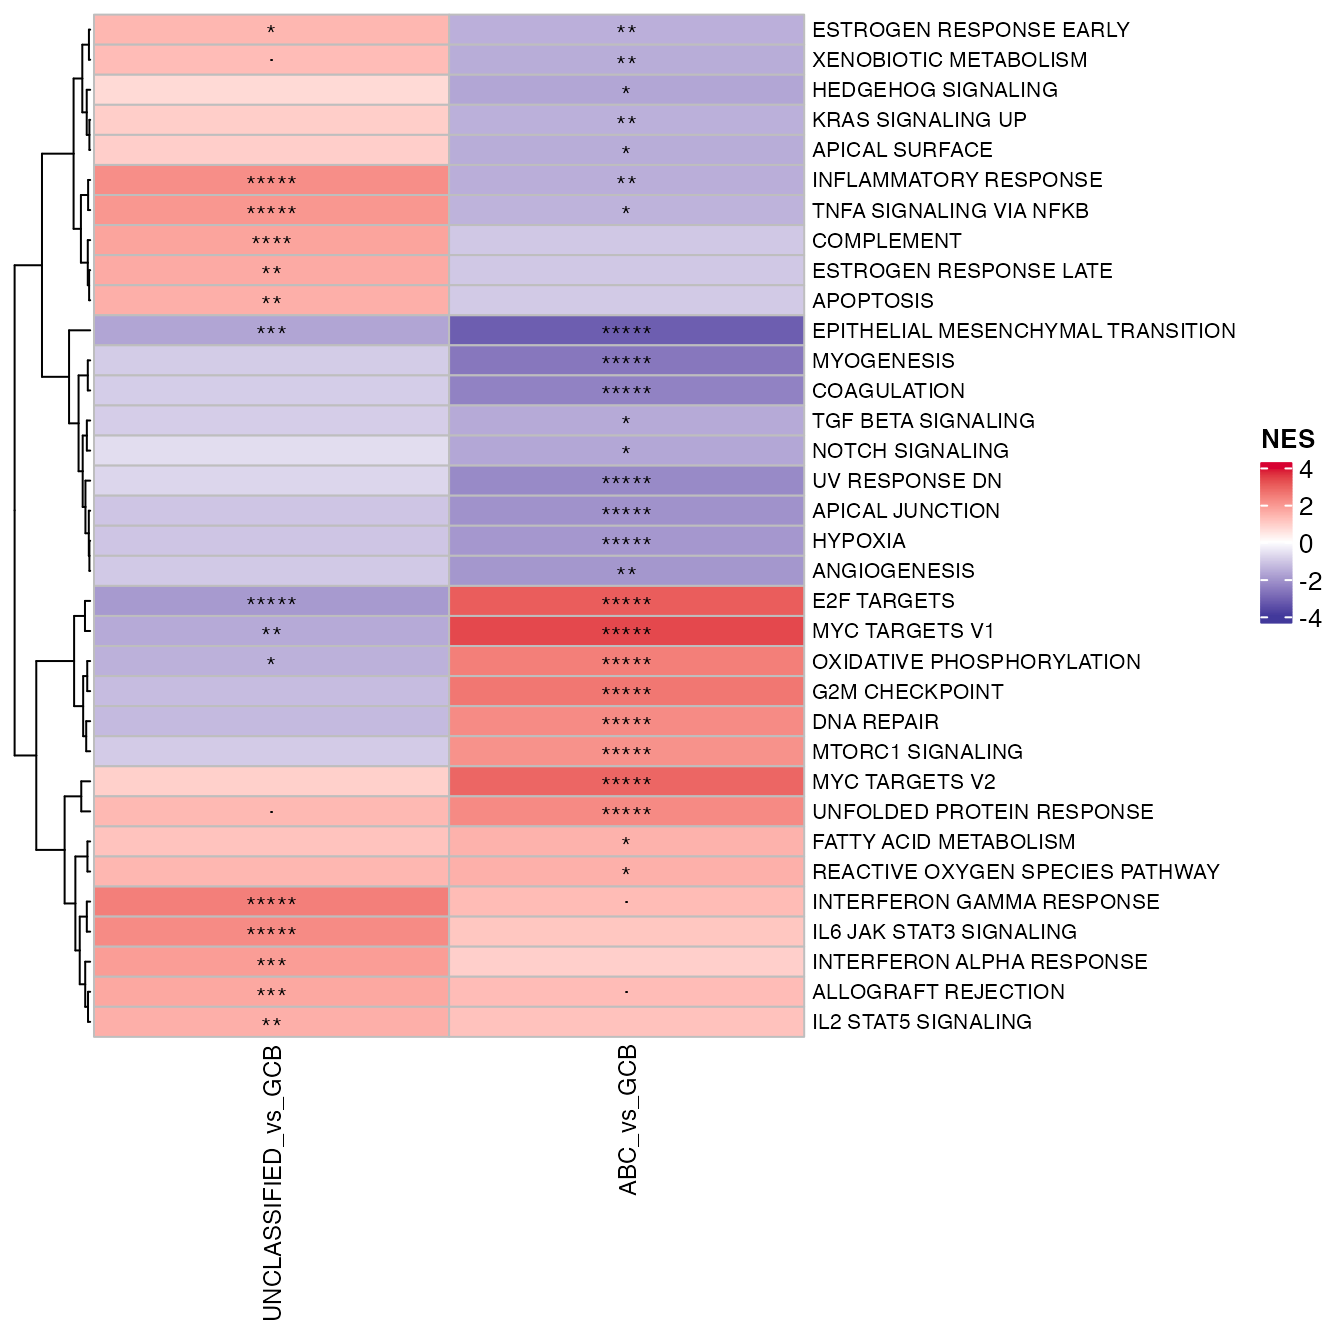 * ** ESTROGEN RESPONSE EARLY
. ** XENOBIOTIC METABOLISM
* HEDGEHOG SIGNALING
** KRAS SIGNALING UP
* APICAL SURFACE
***** ** INFLAMMATORY RESPONSE
***** * TNFA SIGNALING VIA NFKB
**** COMPLEMENT
** ESTROGEN RESPONSE LATE
** APOPTOSIS
*** ***** EPITHELIAL MESENCHYMAL TRANSITION
***** MYOGENESIS
***** COAGULATION
* TGF BETA SIGNALING
* NOTCH SIGNALING
***** UV RESPONSE DN
***** APICAL JUNCTION
***** HYPOXIA
** ANGIOGENESIS
***** ***** E2F TARGETS
** ***** MYC TARGETS V1
* ***** OXIDATIVE PHOSPHORYLATION
***** G2M CHECKPOINT
***** DNA REPAIR
***** MTORC1 SIGNALING
***** MYC TARGETS V2
. ***** UNFOLDED PROTEIN RESPONSE
* FATTY ACID METABOLISM
* REACTIVE OXYGEN SPECIES PATHWAY
***** . INTERFERON GAMMA RESPONSE
***** IL6 JAK STAT3 SIGNALING
*** INTERFERON ALPHA RESPONSE
*** . ALLOGRAFT REJECTION
** IL2 STAT5 SIGNALING
UNCLASSIFIED_vs_GCB
ABC_vs_GCB
NES
4
2
0
-2
-4